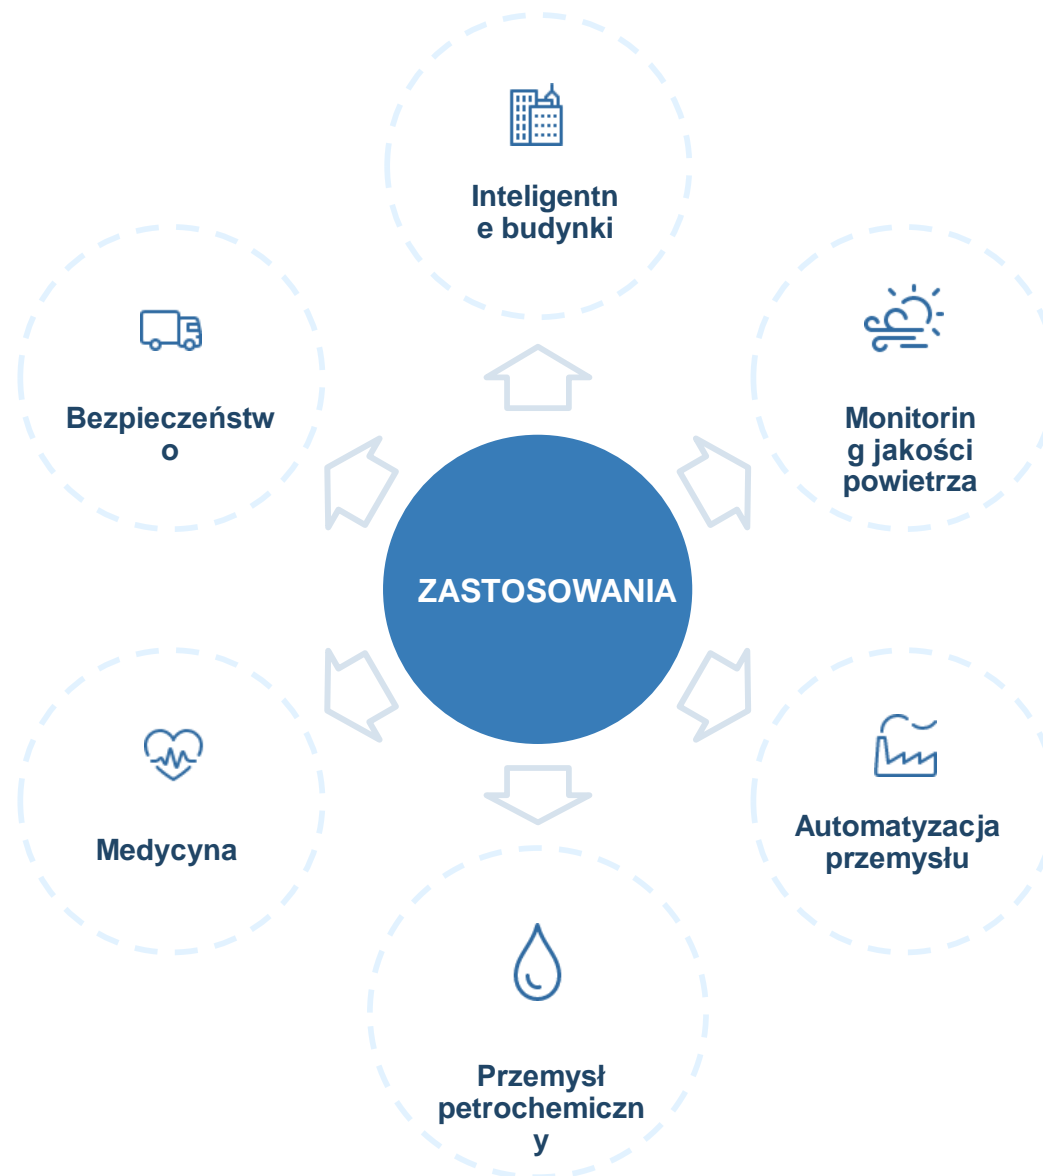 Inteligentn
e budynki
Bezpieczeństw
o
Monitorin
g jakości
powietrza
ZASTOSOWANIA
Medycyna
Automatyzacja
przemysłu
Przemysł
petrochemiczn
y